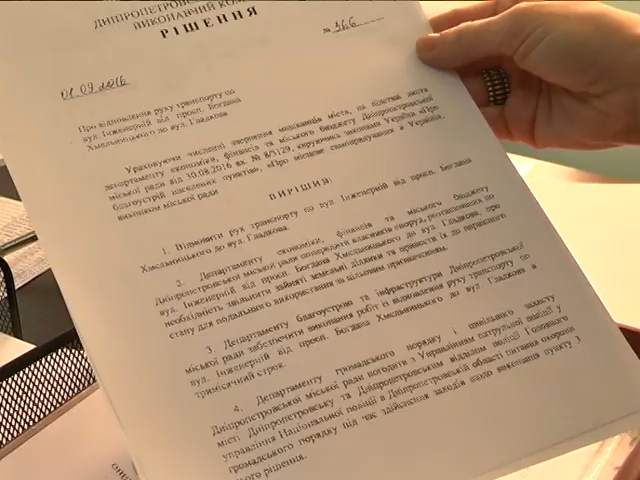 ДНІПРОПЕТРОВСЬ
ВИКОНАВЧИЙ КОМ
РІШЕННЯ
01.09.2016
№ 366
Про відновлення руху транспорту по
вул. Інженерній від просп. Богдана
Хмельницького до вул. Гладкова
Ураховуючи численні звернення мешканців міста, на підставі листа
департаменту економіки, фінансів та міського бюджету Дніпропетровської
міської ради від 30.08.2016 вх. № 8/3129, керуючись законами України «Про
благоустрій населених пунктів», «Про місцеве самоврядування в Україні»,
виконком міської ради
ВИРІШИВ:
1. Відновити рух транспорту по вул. Інженерній від просп. Богдана
Хмельницького до вул. Гладкова.
2. Департаменту економіки, фінансів та міського бюджету
Дніпропетровської міської ради попередити власників споруд, розташованих по
вул. Інженерній від просп. Богдана Хмельницького до вул. Гладкова, про
необхідність звільнити зайняті земельні ділянки та привести їх до первинного
стану для подальшого використання за цільовим призначенням.
3. Департаменту благоустрою та інфраструктури Дніпропетровської
міської ради забезпечити виконання робіт із відновлення руху транспорту по
вул. Інженерній від просп. Богдана Хмельницького до вул. Гладкова в
тримісячний строк.
4. Департаменту громадського порядку і цивільного захисту
Дніпропетровської міської ради погодити з Управлінням патрульної поліції у
місті Дніпропетровську та Дніпропетровським відділом поліції Головного
управління Національної поліції в Дніпропетровській області питання охорони
громадського порядку під час здійснення заходів щодо виконання пункту 3
цього рішення.